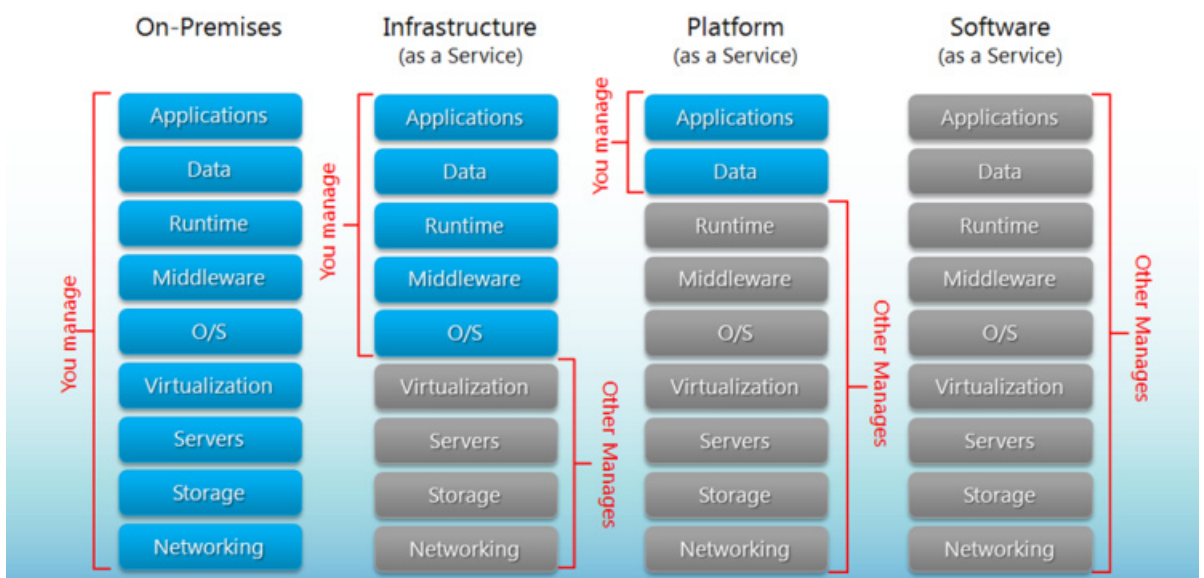 On-Premises
Applications
Data
Runtime
Middleware
O/S
Virtualization
Servers
Storage
Networking
You manage
Infrastructure
(as a Service)
Applications
Data
Runtime
Middleware
O/S
Virtualization
Servers
Storage
Networking
You manage
Other Manages
Platform
(as a Service)
Applications
Data
Runtime
Middleware
O/S
Virtualization
Servers
Storage
Networking
You manage
Other Manages
Software
(as a Service)
Applications
Data
Runtime
Middleware
O/S
Virtualization
Servers
Storage
Networking
Other Manages